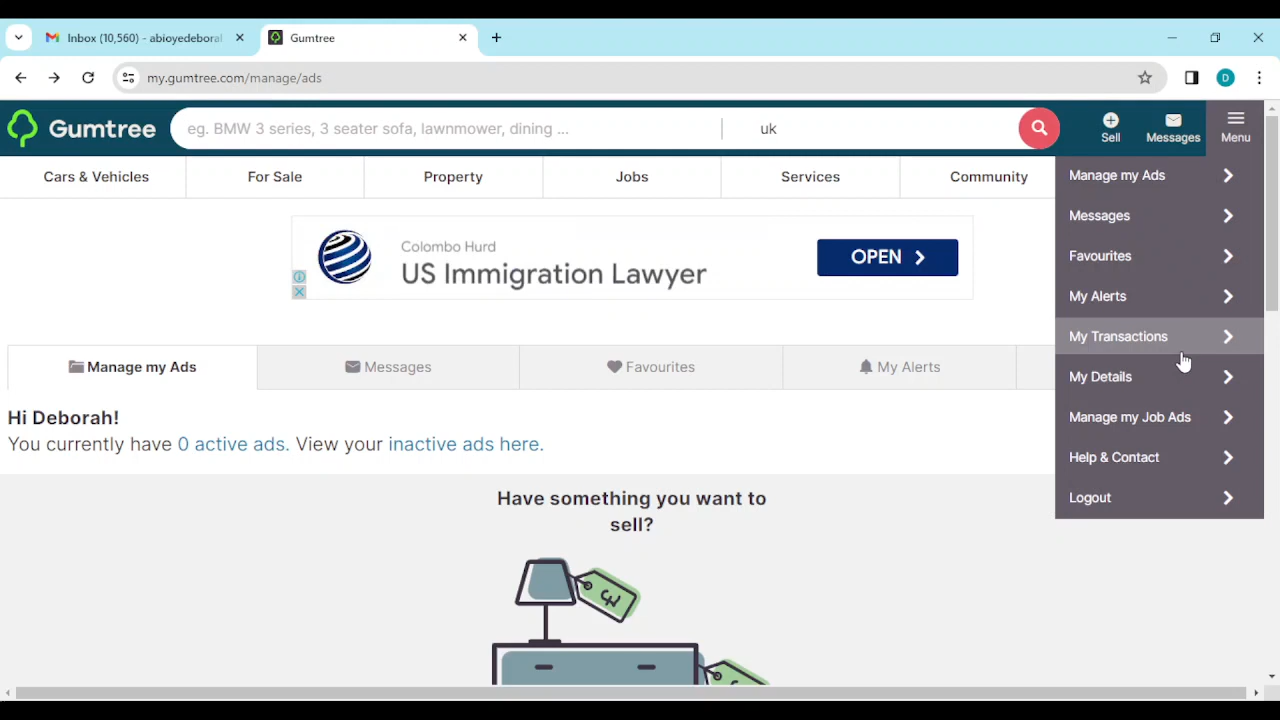 Inbox (10,560) - abioyedeboral
Gumtree
my.gumtree.com/manage/ads
D
Gumtree
eg. BMW 3 series, 3 seater sofa, lawnmower, dining ...
uk
Sell
Messages
Menu
Cars & Vehicles
For Sale
Property
Jobs
Services
Community
Manage my Ads
Messages
Favourites
My Alerts
My Transactions
My Details
Manage my Job Ads
Help & Contact
Logout
Colombo Hurd
US Immigration Lawyer
OPEN
Manage my Ads
Messages
Favourites
My Alerts
Hi Deborah!
You currently have 0 active ads. View your inactive ads here.
Have something you want to
sell?
£